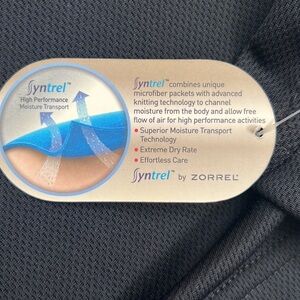 Syntrel™
High Performance
Moisture Transport
Syntrel™ combines unique
microfiber packets with advanced
knitting technology to channel
moisture from the body and allow free
flow of air for high performance activities
• Superior Moisture Transport
Technology
• Extreme Dry Rate
• Effortless Care
Syntrel™ by ZORREL®